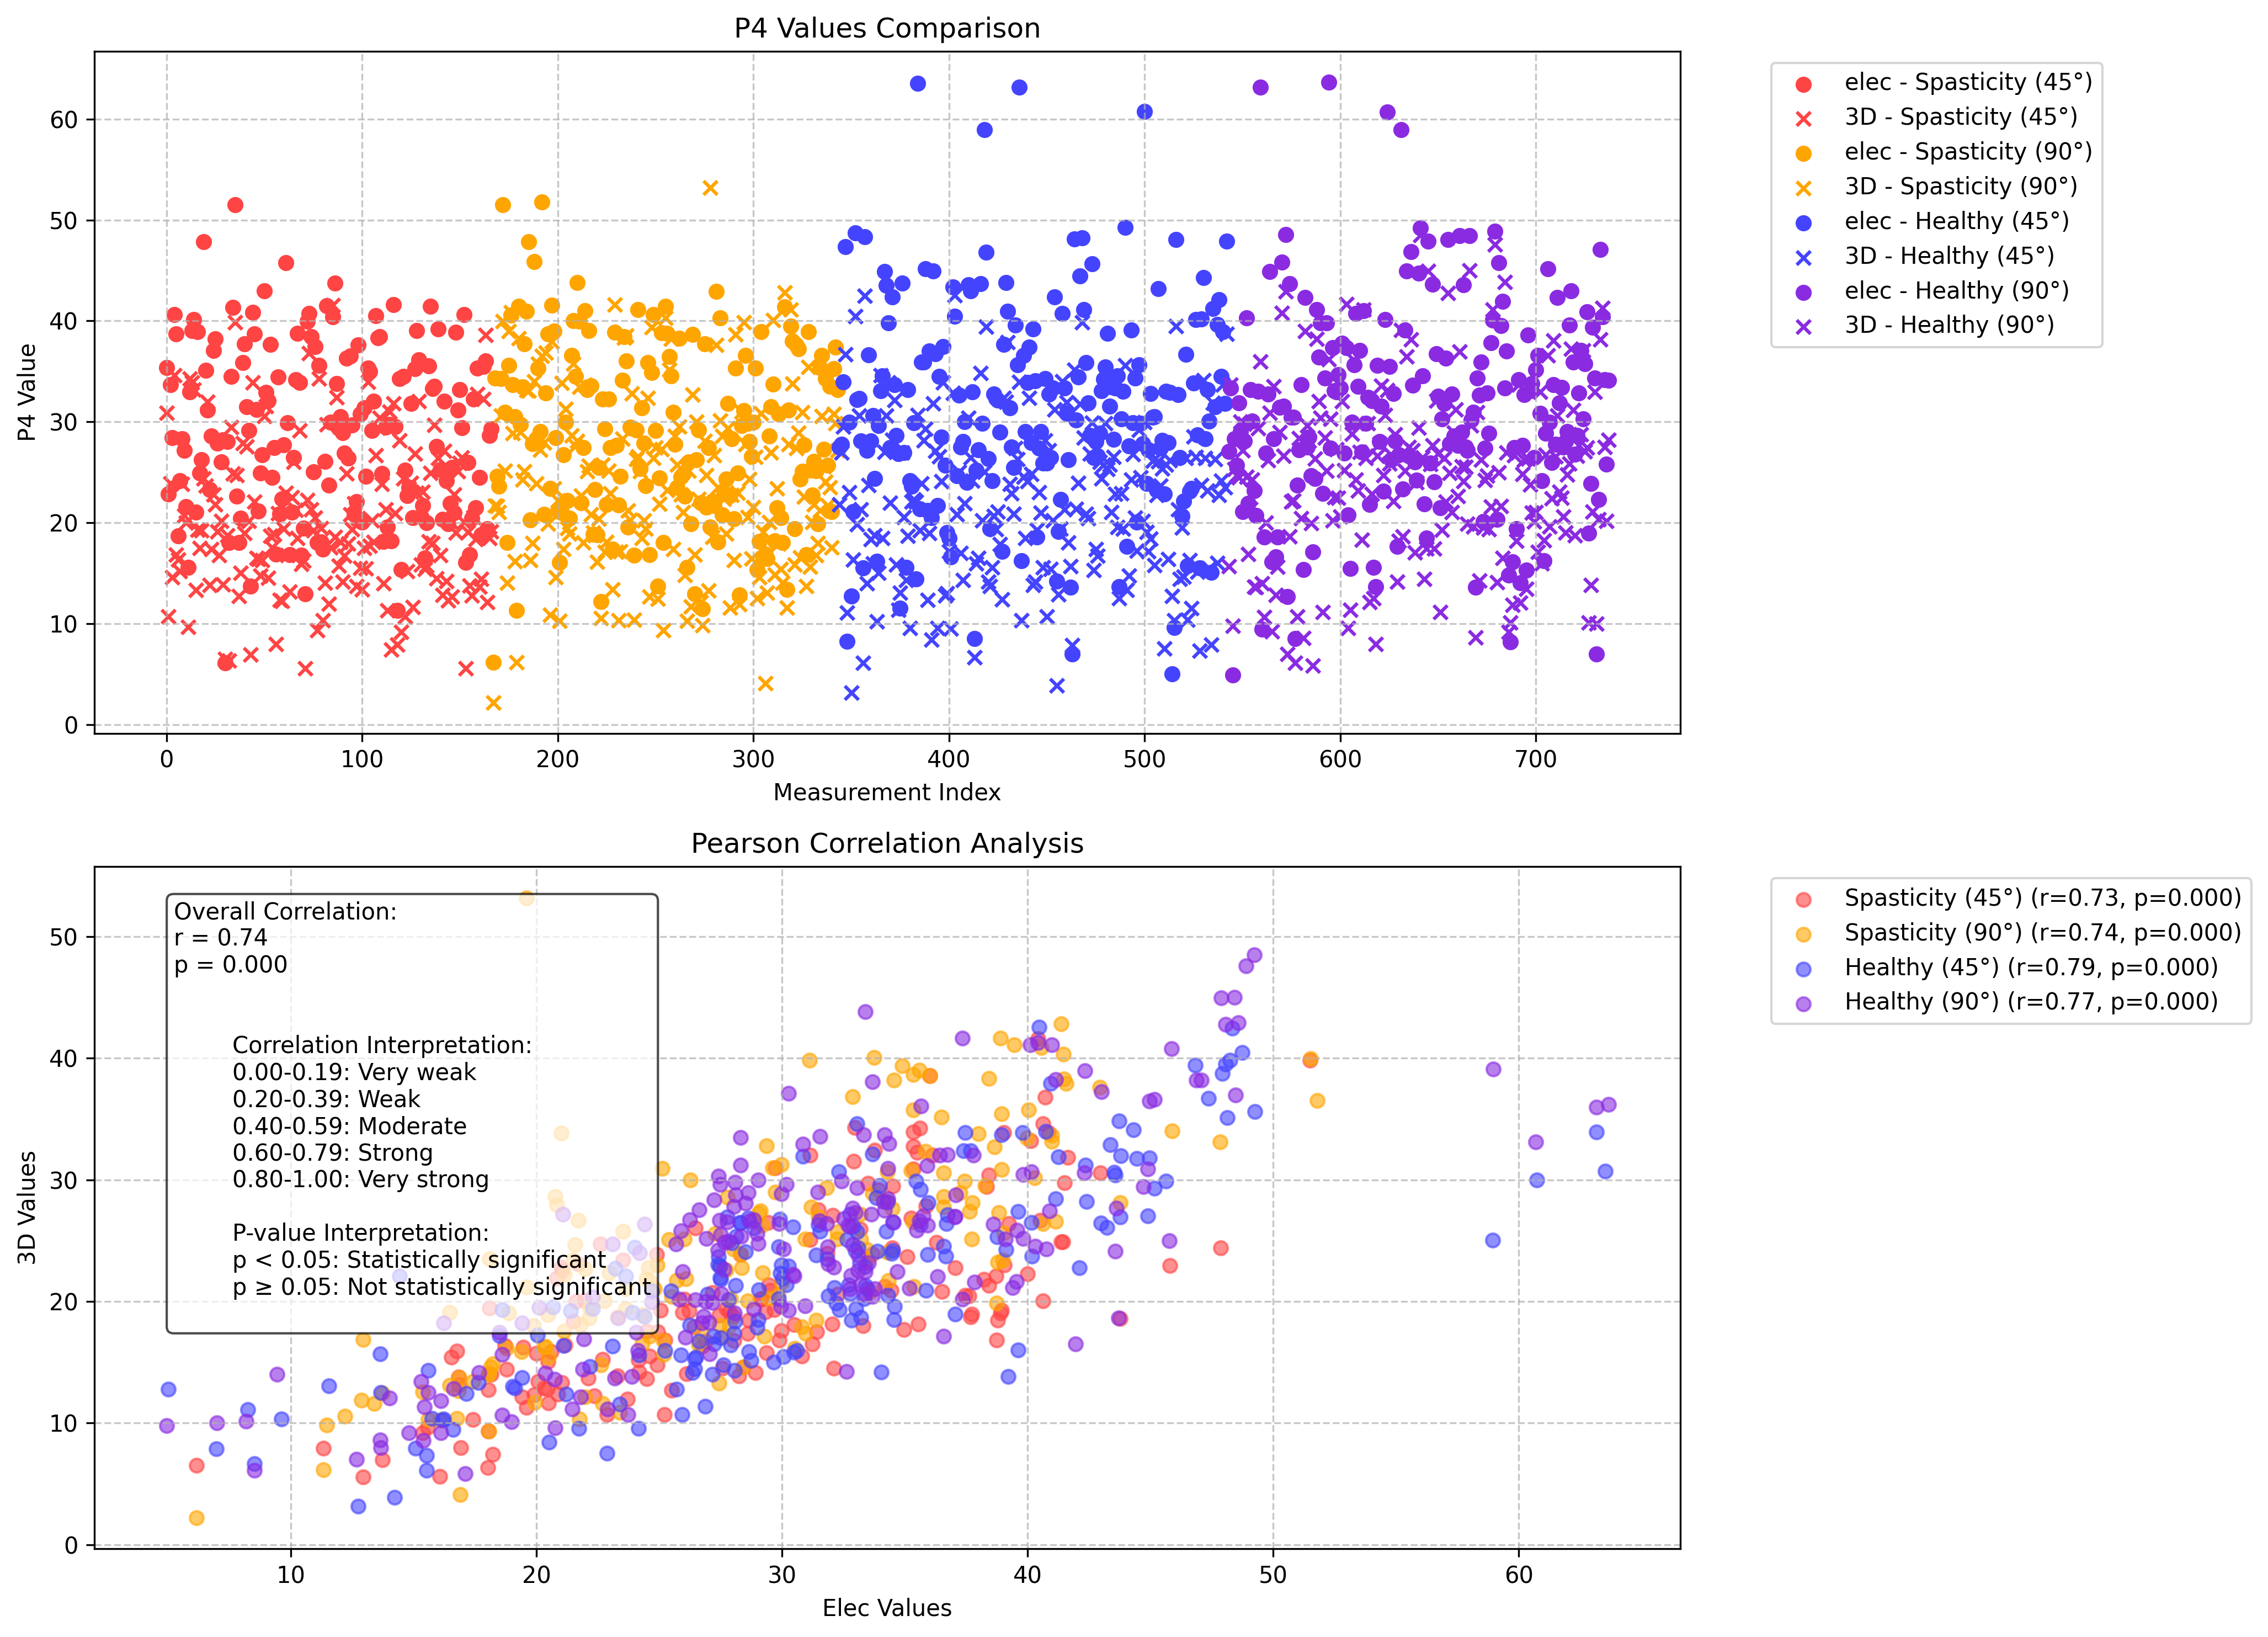 P4 Values Comparison
P4 Value
60
50
40
30
20
10
0
0 100 200 300 400 500 600 700
Measurement Index
elec - Spasticity (45°)
3D - Spasticity (45°)
elec - Spasticity (90°)
3D - Spasticity (90°)
elec - Healthy (45°)
3D - Healthy (45°)
elec - Healthy (90°)
3D - Healthy (90°)
Pearson Correlation Analysis
3D Values
50
40
30
20
10
0
Overall Correlation:
r = 0.74
p = 0.000
Correlation Interpretation:
0.00-0.19: Very weak
0.20-0.39: Weak
0.40-0.59: Moderate
0.60-0.79: Strong
0.80-1.00: Very strong
P-value Interpretation:
p < 0.05: Statistically significant
p ≥ 0.05: Not statistically significant
10 20 30 40 50 60
Elec Values
Spasticity (45°) (r=0.73, p=0.000)
Spasticity (90°) (r=0.74, p=0.000)
Healthy (45°) (r=0.79, p=0.000)
Healthy (90°) (r=0.77, p=0.000)